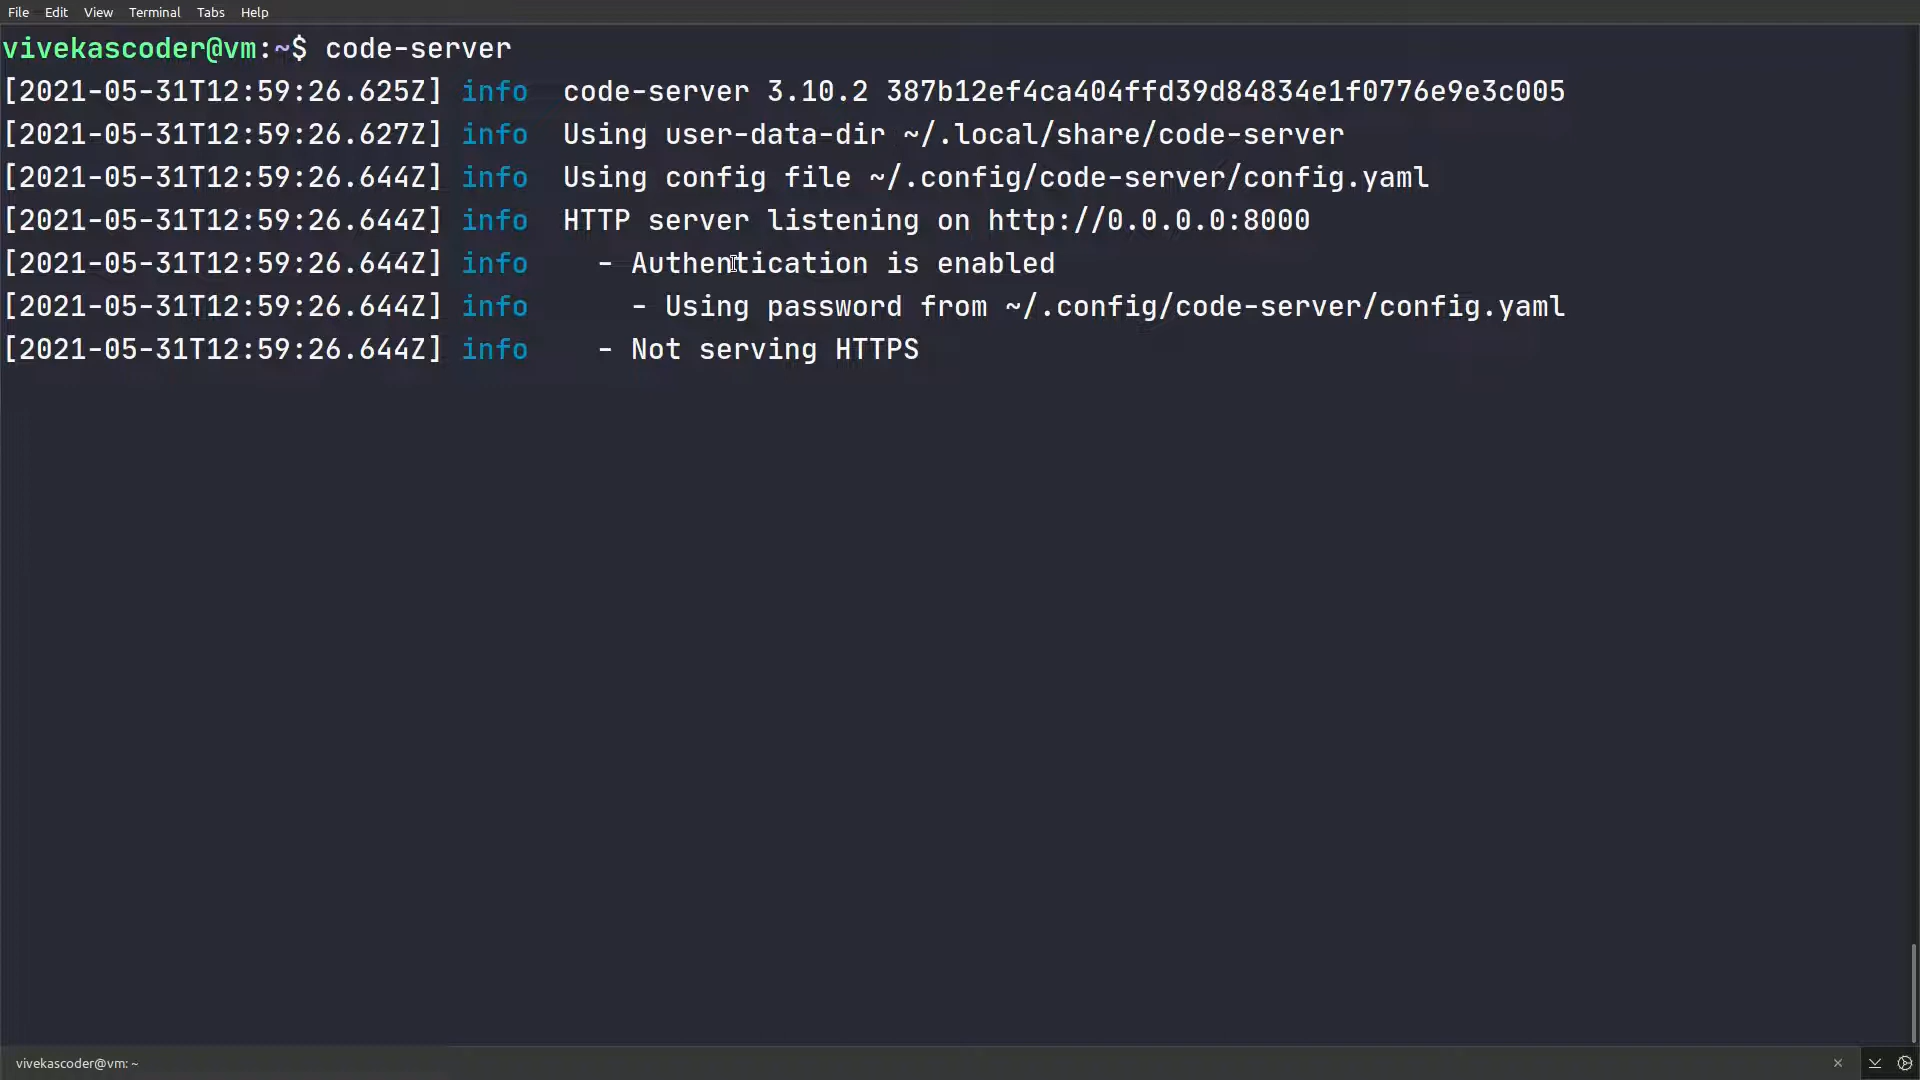 File Edit View Terminal Tabs Help
vivekascoder@vm:~$ code-server
[2021-05-31T12:59:26.625Z] info  code-server 3.10.2 387b12ef4ca404ffd39d84834e1f0776e9e3c005
[2021-05-31T12:59:26.627Z] info  Using user-data-dir ~/.local/share/code-server
[2021-05-31T12:59:26.644Z] info  Using config file ~/.config/code-server/config.yaml
[2021-05-31T12:59:26.644Z] info  HTTP server listening on http://0.0.0.0:8000
[2021-05-31T12:59:26.644Z] info    - Authentication is enabled
[2021-05-31T12:59:26.644Z] info      - Using password from ~/.config/code-server/config.yaml
[2021-05-31T12:59:26.644Z] info    - Not serving HTTPS
vivekascoder@vm: ~